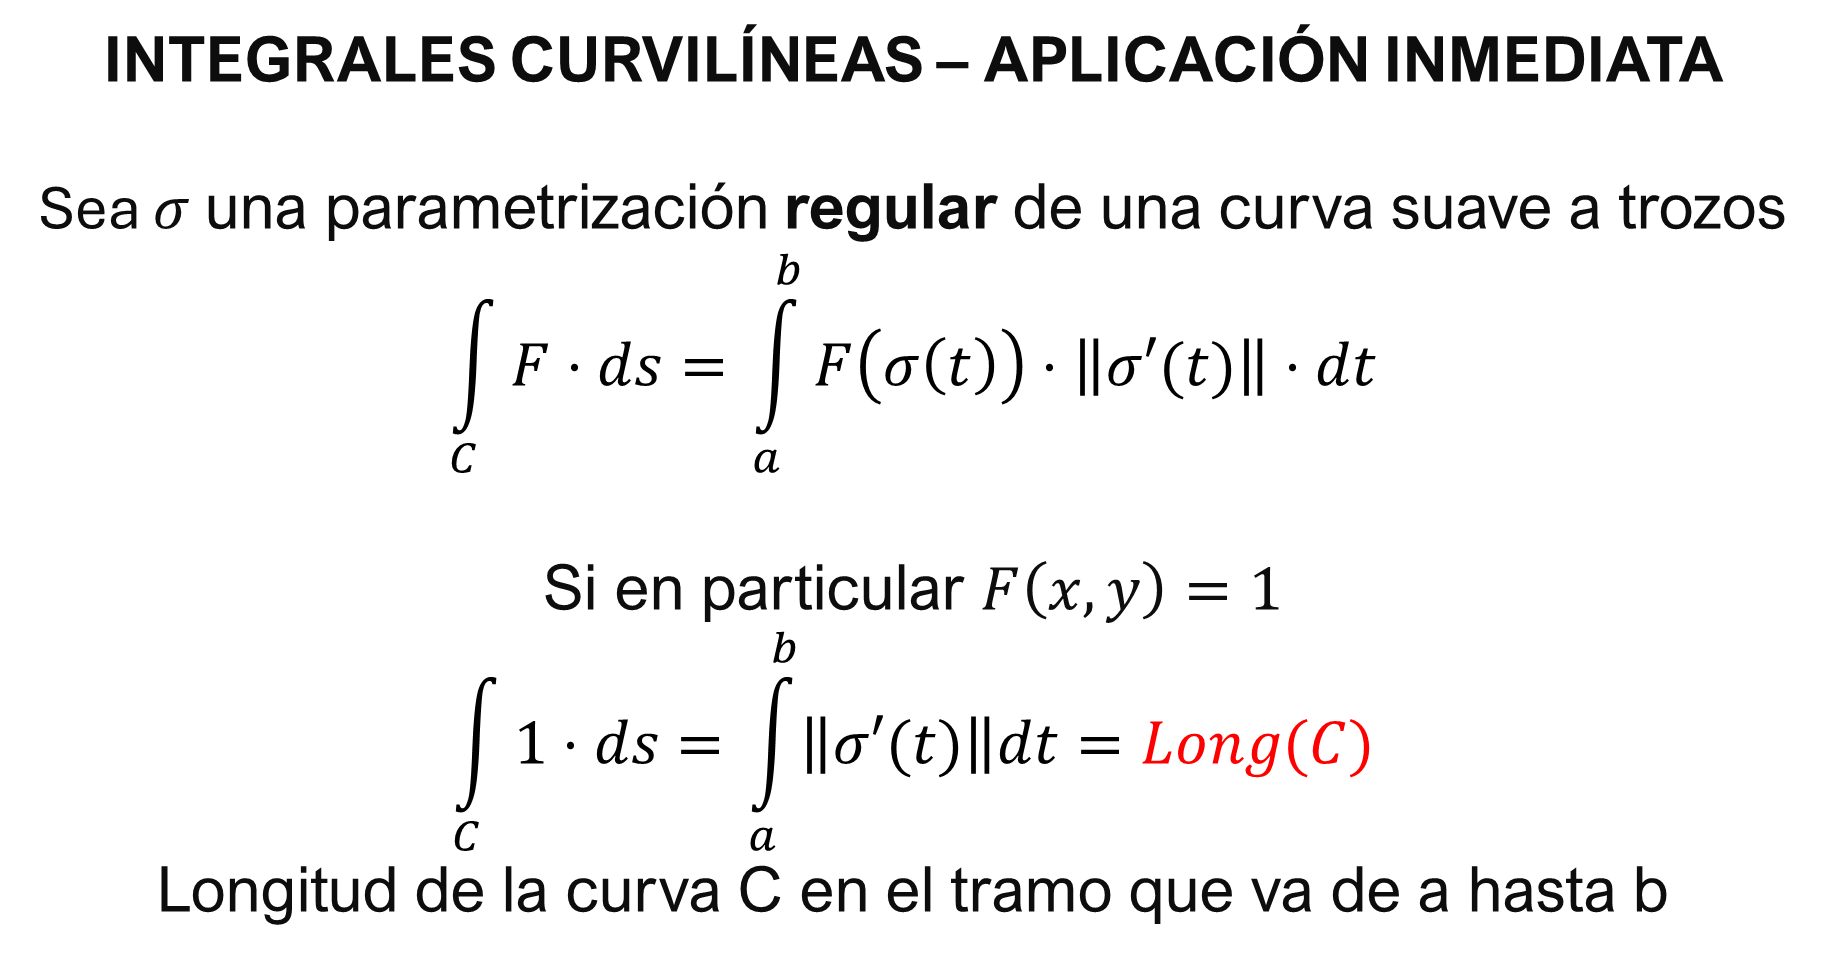 INTEGRALES CURVILÍNEAS – APLICACIÓN INMEDIATA
Sea σ una parametrización regular de una curva suave a trozos
∫_C F · ds = ∫_a^b F(σ(t)) · ‖σ′(t)‖ · dt
Si en particular F(x, y) = 1
∫_C 1 · ds = ∫_a^b ‖σ′(t)‖dt = Long(C)
Longitud de la curva C en el tramo que va de a hasta b